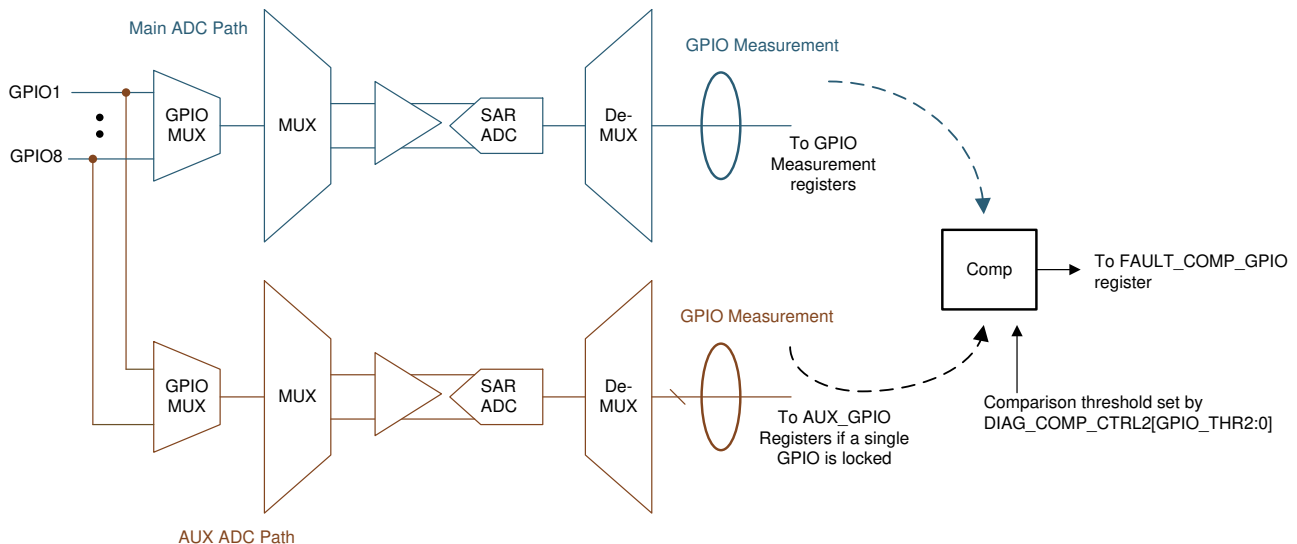 Main ADC Path
GPIO Measurement
GPIO1
GPIO8
GPIO
MUX
MUX
SAR
ADC
De-
MUX
To GPIO
Measurement
registers
Comp
To FAULT_COMP_GPIO
register
GPIO Measurement
GPIO
MUX
MUX
SAR
ADC
De-
MUX
To AUX_GPIO
Registers if a single
GPIO is locked
Comparison threshold set by
DIAG_COMP_CTRL2[GPIO_THR2:0]
AUX ADC Path